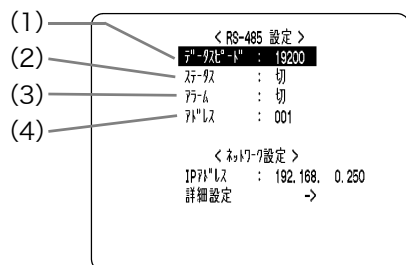 (1)
(2)
(3)
(4)
< RS-485 設定 >
ﾃﾞｰﾀｽﾋﾟｰﾄﾞ : 19200
ｽﾃｰﾀｽ : 切
ｱﾗｰﾑ : 切
ｱﾄﾞﾚｽ : 001
< ﾈｯﾄﾜｰｸ設定 >
IPｱﾄﾞﾚｽ : 192.168. 0.250
詳細設定 ->